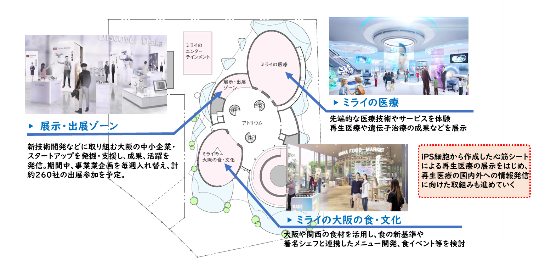 ミライのエンターテインメント
ミライの医療
展示・出展ゾーン
アトリウム
ミライの大阪の食・文化
▶ 展示・出展ゾーン
新技術開発などに取り組む大阪の中小企業・
スタートアップを発掘・支援し、成果、活躍を
発信。期間中、事業業企画を毎週入れ替え、計
約260社の出展参加を予定。
▶ ミライの医療
先端的な医療技術やサービスを体験
再生医療や遺伝子治療の成果などを展示
IPS細胞から作成した心筋シート
による再生医療の展示をはじめ、
再生医療の国内外への情報発信
に向けた取組みも進めていく
▶ ミライの大阪の食・文化
大阪や関西の食材を活用し、食の新基準や
著名シェフと連携したメニュー開発、食イベント等を検討